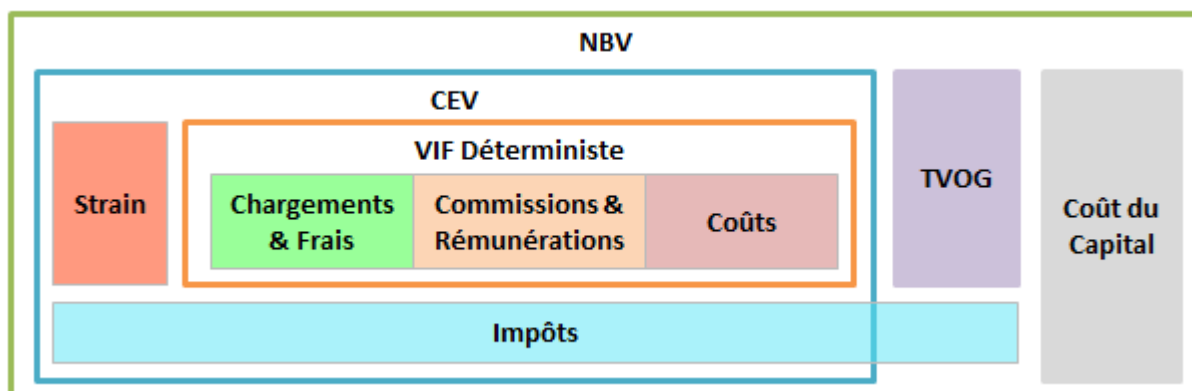 NBV
CEV
VIF Déterministe
Strain
Chargements
& Frais
Commissions &
Rémunérations
Coûts
TVOG
Coût du
Capital
Impôts